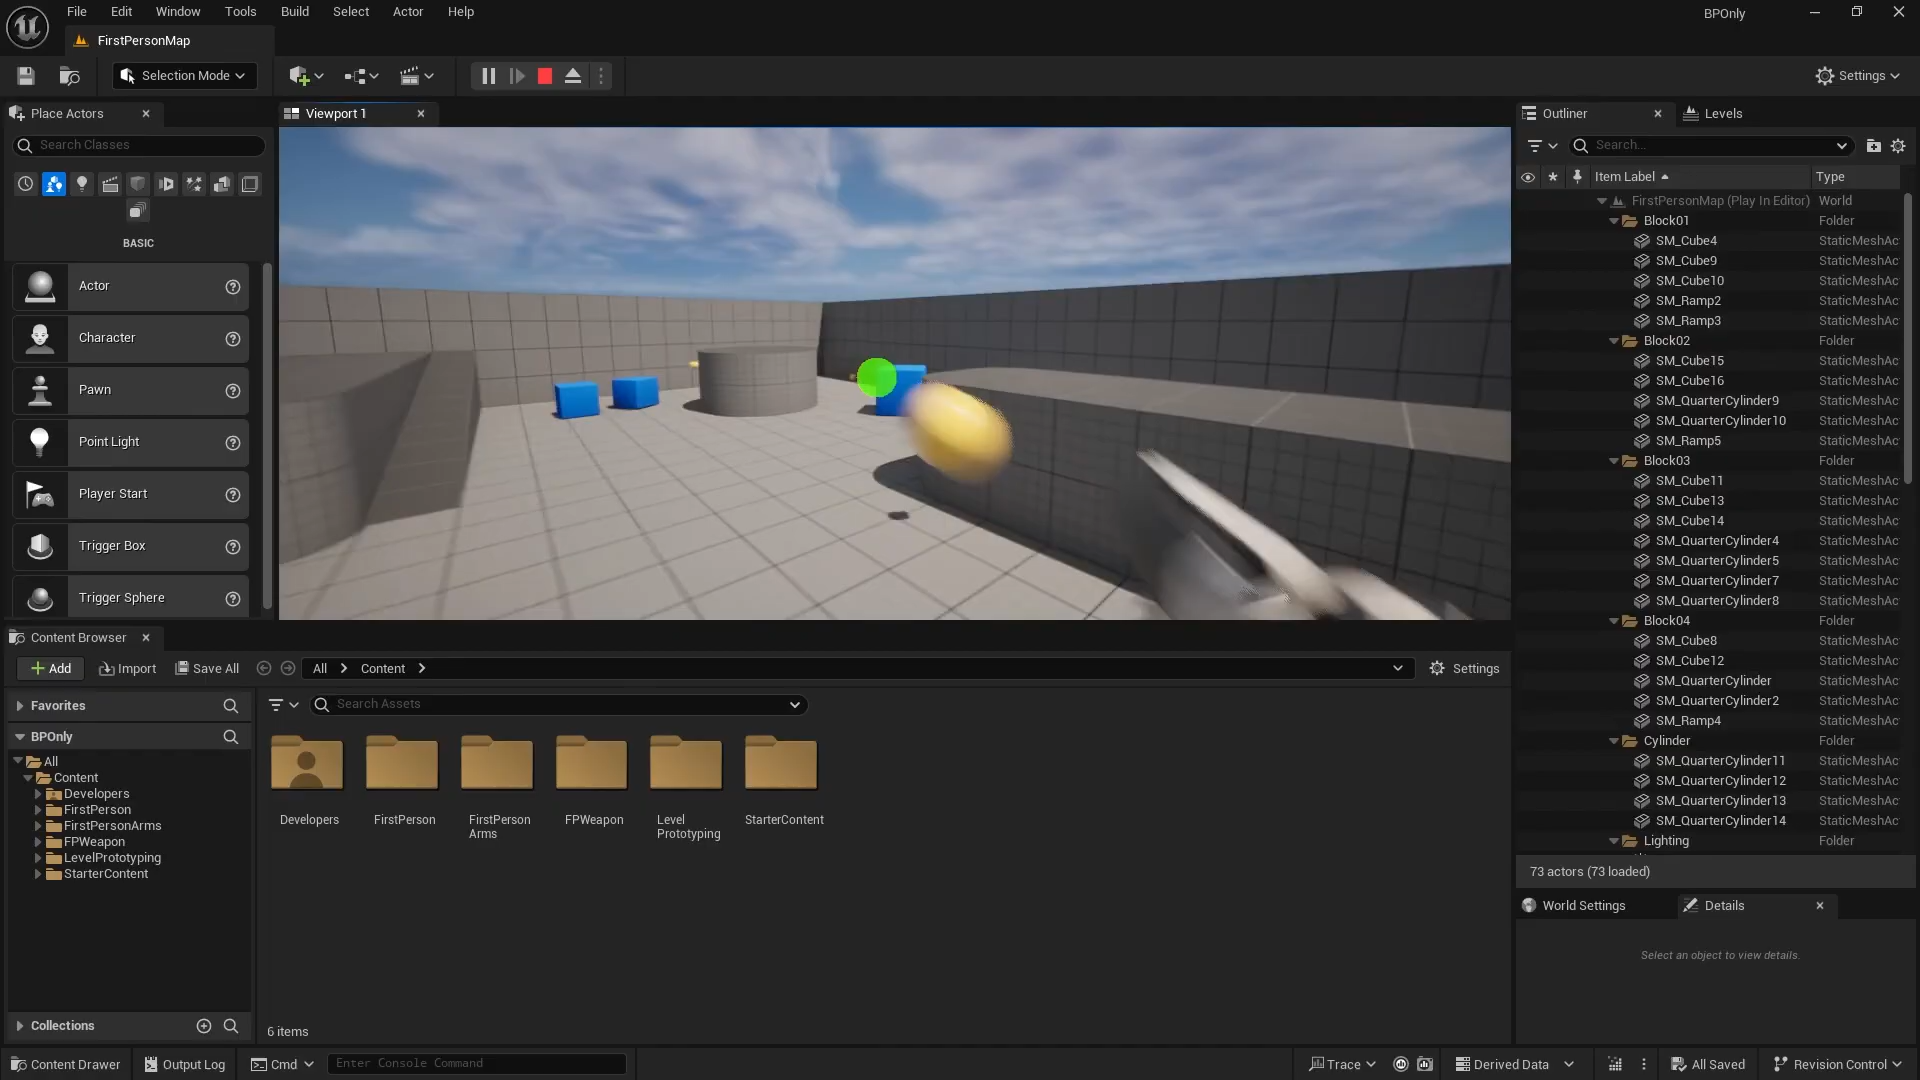 File Edit Window Tools Build Select Actor Help
BPOnly
FirstPersonMap
Selection Mode
Settings
Place Actors
Viewport 1
Outliner
Levels
Search Classes
Search...
Item Label
Type
BASIC
Actor
Character
Pawn
Point Light
Player Start
Trigger Box
Trigger Sphere
FirstPersonMap (Play In Editor) World
Block01 Folder
SM_Cube4 StaticMeshAc
SM_Cube9 StaticMeshAc
SM_Cube10 StaticMeshAc
SM_Ramp2 StaticMeshAc
SM_Ramp3 StaticMeshAc
Block02 Folder
SM_Cube15 StaticMeshAc
SM_Cube16 StaticMeshAc
SM_QuarterCylinder9 StaticMeshAc
SM_QuarterCylinder10 StaticMeshAc
SM_Ramp5 StaticMeshAc
Block03 Folder
SM_Cube11 StaticMeshAc
SM_Cube13 StaticMeshAc
SM_Cube14 StaticMeshAc
SM_QuarterCylinder4 StaticMeshAc
SM_QuarterCylinder5 StaticMeshAc
SM_QuarterCylinder7 StaticMeshAc
SM_QuarterCylinder8 StaticMeshAc
Block04 Folder
SM_Cube8 StaticMeshAc
SM_Cube12 StaticMeshAc
SM_QuarterCylinder StaticMeshAc
SM_QuarterCylinder2 StaticMeshAc
SM_Ramp4 StaticMeshAc
Cylinder Folder
SM_QuarterCylinder11 StaticMeshAc
SM_QuarterCylinder12 StaticMeshAc
SM_QuarterCylinder13 StaticMeshAc
SM_QuarterCylinder14 StaticMeshAc
Lighting Folder
73 actors (73 loaded)
World Settings
Details
Select an object to view details.
Content Browser
Add
Import
Save All
All
Content
Settings
Favorites
Search Assets
BPOnly
All
Content
Developers
FirstPerson
FirstPersonArms
FPWeapon
LevelPrototyping
StarterContent
Collections
Developers
FirstPerson
FirstPerson
Arms
FPWeapon
Level
Prototyping
StarterContent
6 items
Content Drawer
Output Log
Cmd
Enter Console Command
Trace
Derived Data
All Saved
Revision Control